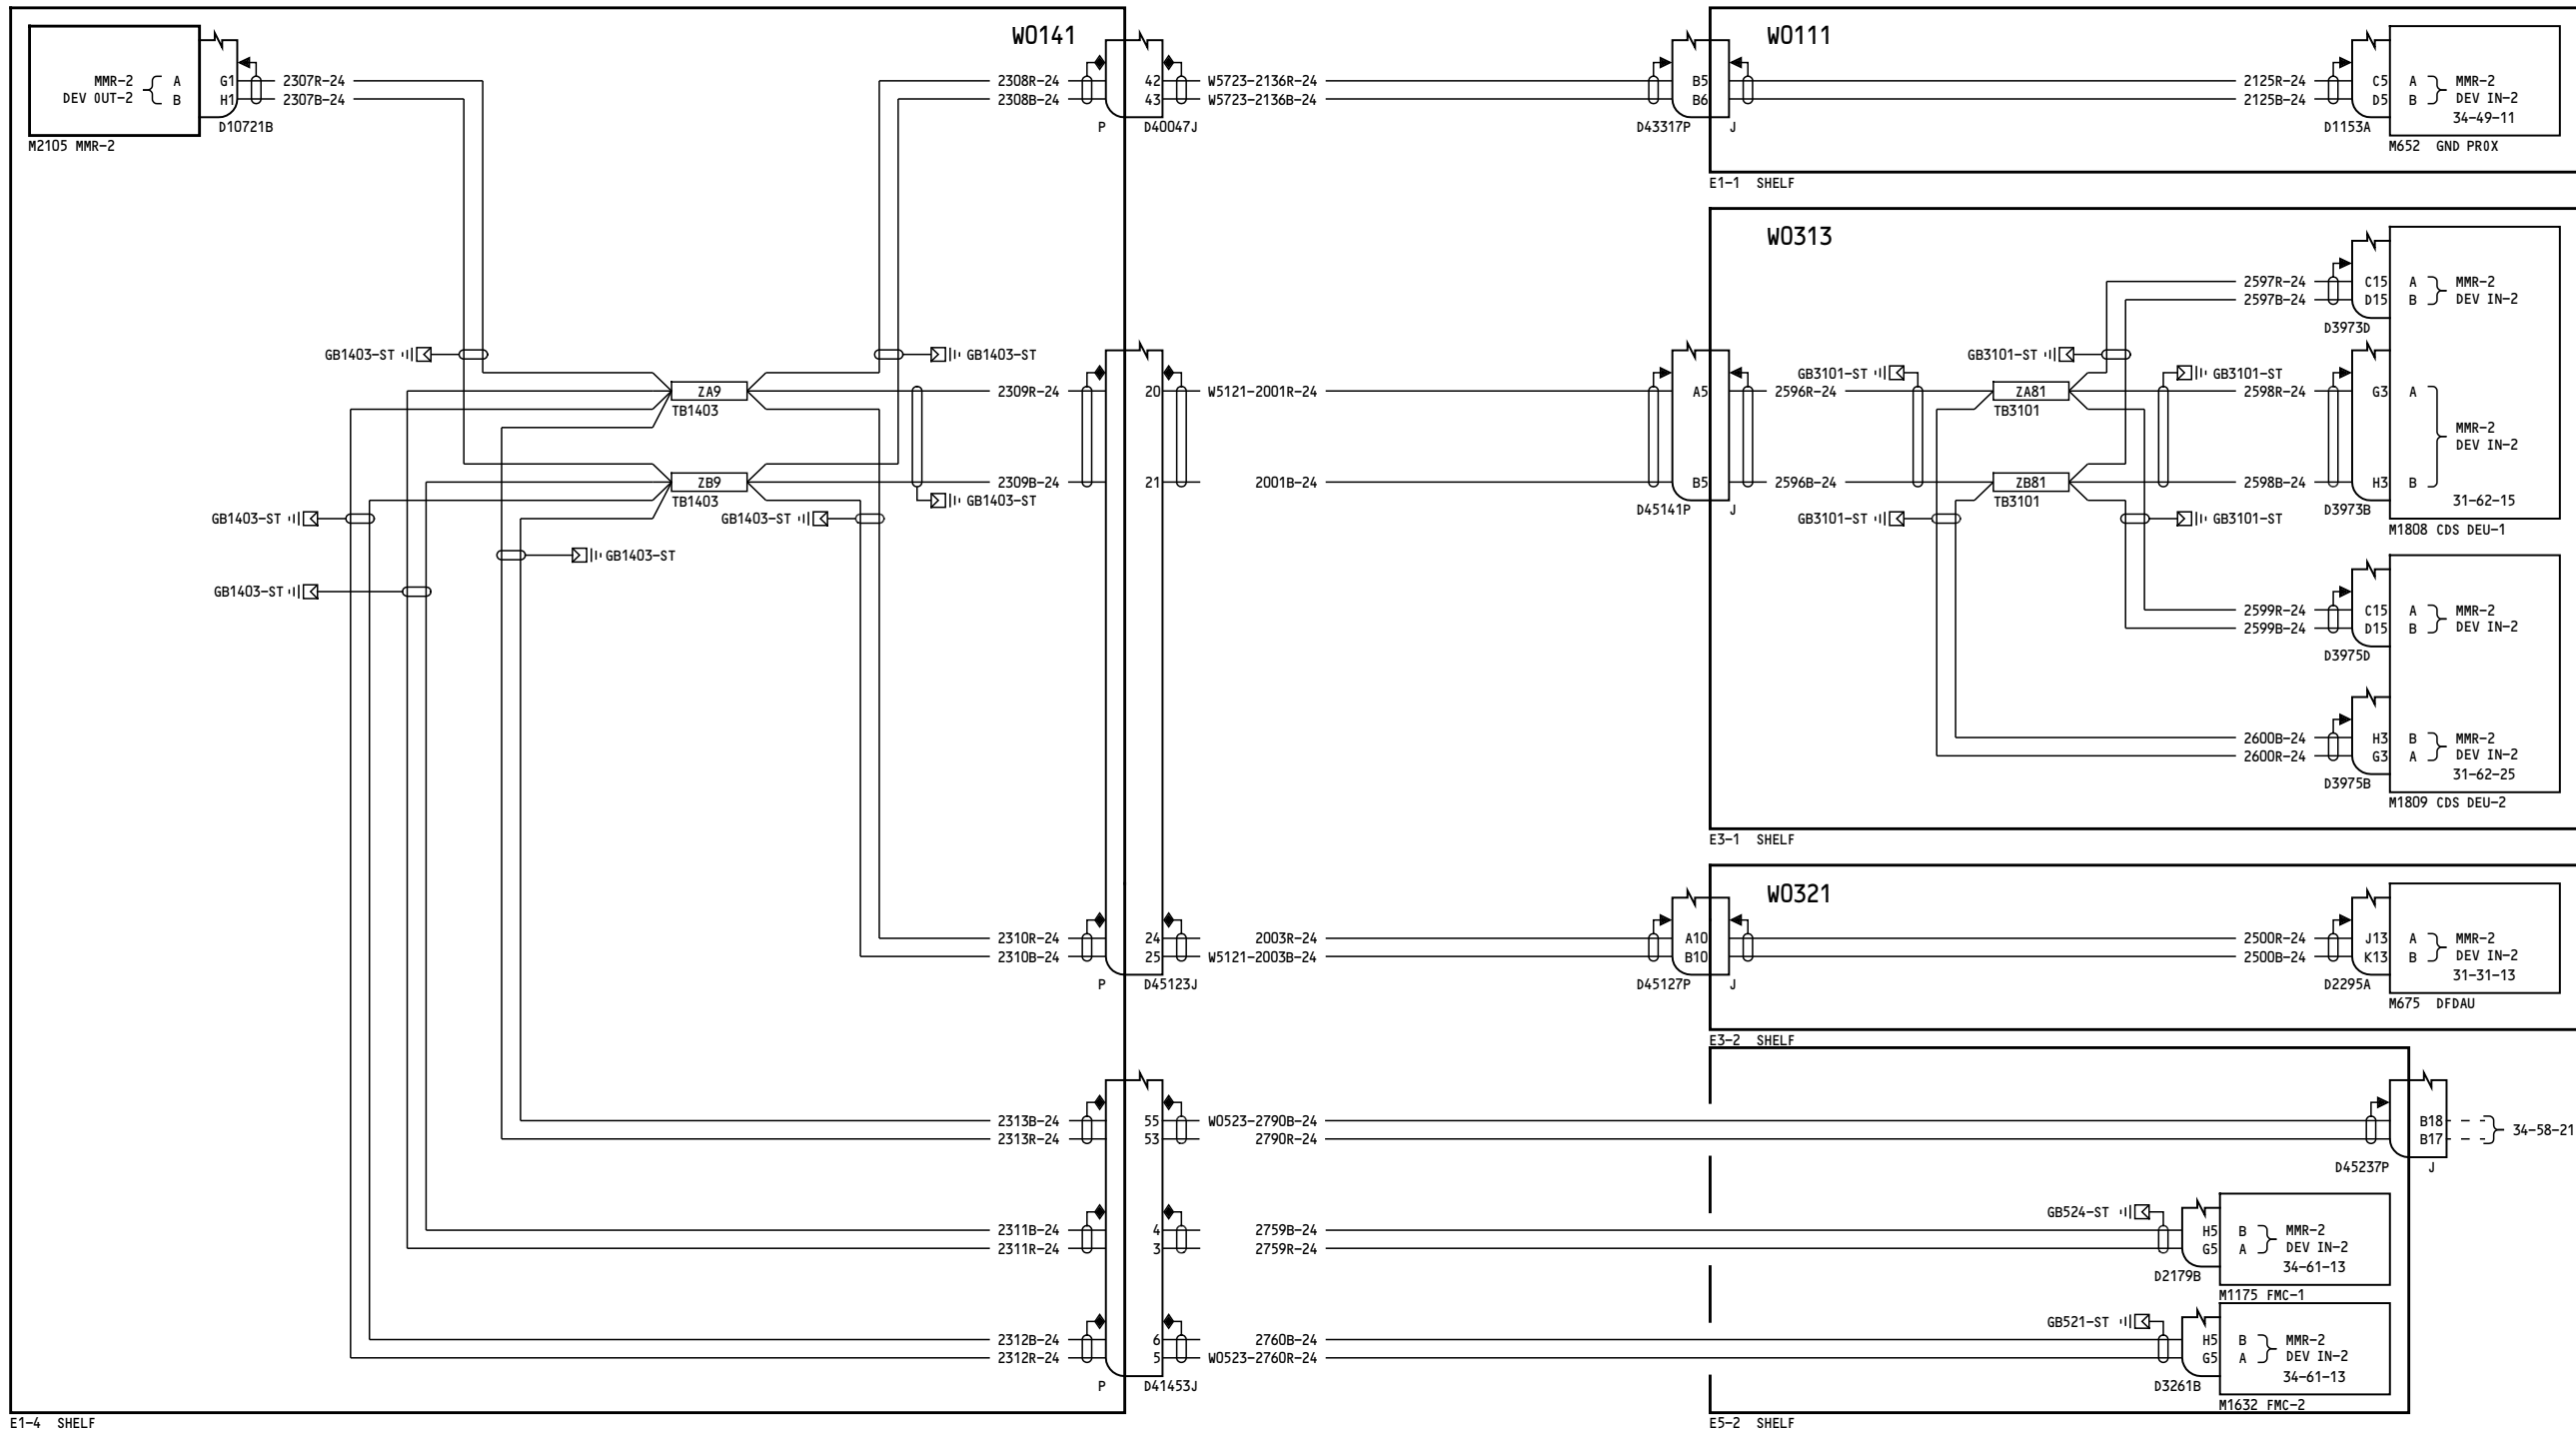 W0141
MMR-2 A G1 2307R-24
DEV OUT-2 B H1 2307B-24
D10721B
M2105 MMR-2
2308R-24 42 W5723-2136R-24 B5
2308B-24 43 W5723-2136B-24 B6
P D40047J D43317P J
W0111
2125R-24 C5 A MMR-2
2125B-24 D5 B DEV IN-2
34-49-11
D1153A
M652 GND PROX
E1-1 SHELF
W0313
2597R-24 C15 A MMR-2
2597B-24 D15 B DEV IN-2
D3973D
GB1403-ST
GB1403-ST
GB3101-ST
GB3101-ST
GB3101-ST
ZA9
TB1403
2309R-24 20 W5121-2001R-24 A5 2596R-24
ZA81
TB3101
2598R-24 G3 A
MMR-2
DEV IN-2
ZB9
TB1403
2309B-24 21 2001B-24 B5 2596B-24
ZB81
TB3101
2598B-24 H3 B
31-62-15
GB1403-ST
D45141P J
D3973B
GB1403-ST
GB1403-ST
GB3101-ST
GB3101-ST
M1808 CDS DEU-1
GB1403-ST
GB1403-ST
2599R-24 C15 A MMR-2
2599B-24 D15 B DEV IN-2
D3975D
2600B-24 H3 B MMR-2
2600R-24 G3 A DEV IN-2
31-62-25
D3975B
M1809 CDS DEU-2
E3-1 SHELF
W0321
2310R-24 24 2003R-24 A10
2310B-24 25 W5121-2003B-24 B10
P D45123J D45127P J
2500R-24 J13 A MMR-2
2500B-24 K13 B DEV IN-2
31-31-13
D2295A
M675 DFDAU
E3-2 SHELF
2313B-24 55 W0523-2790B-24 B18
2313R-24 53 2790R-24 B17
34-58-21
D45237P J
GB524-ST
2311B-24 4 2759B-24 H5 B MMR-2
2311R-24 3 2759R-24 G5 A DEV IN-2
34-61-13
D2179B
M1175 FMC-1
GB521-ST
2312B-24 6 2760B-24 H5 B MMR-2
2312R-24 5 W0523-2760R-24 G5 A DEV IN-2
34-61-13
P D41453J D3261B
M1632 FMC-2
E1-4 SHELF
E5-2 SHELF